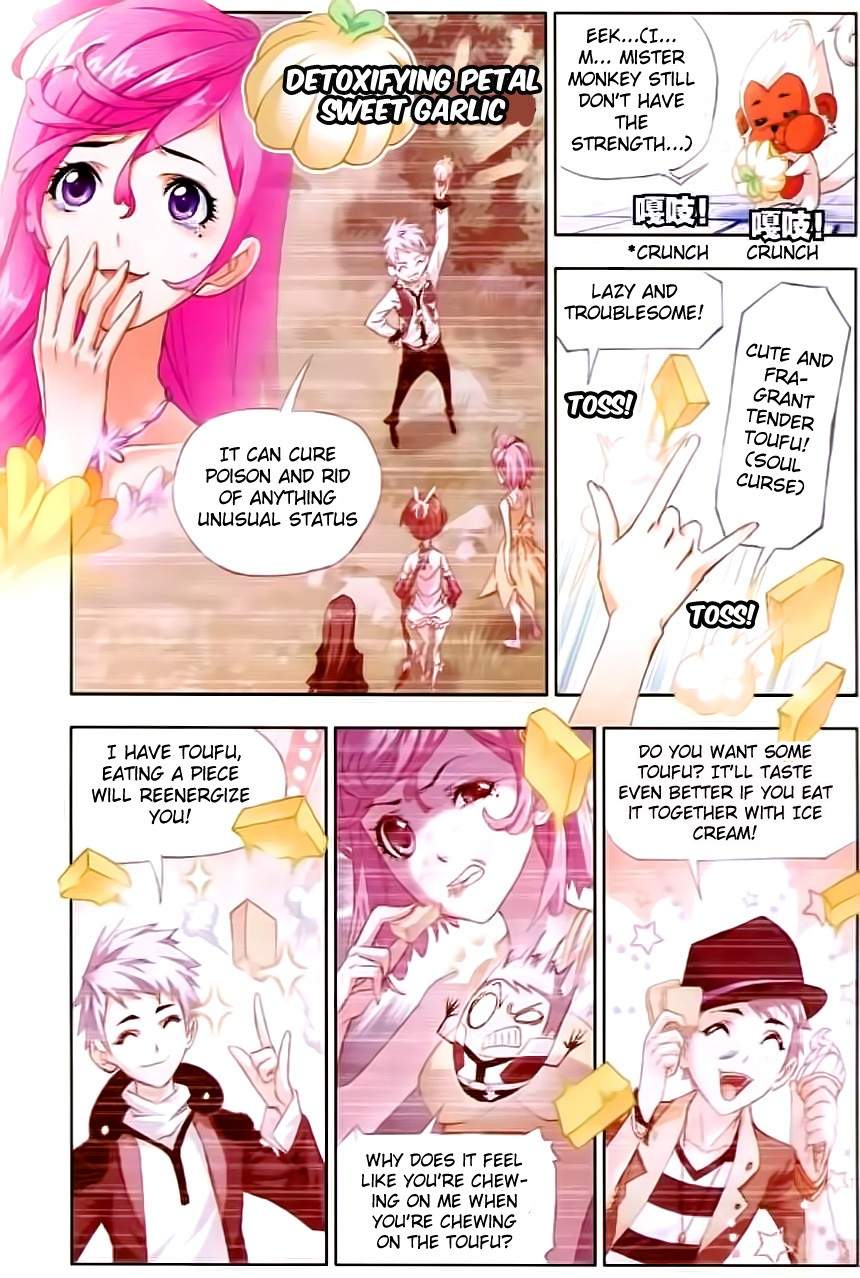 DETOXIFYING PETAL
SWEET GARLIC
IT CAN CURE
POISON AND RID
OF ANYTHING
UNUSUAL STATUS
EEK...(I...
M... MISTER
MONKEY STILL
DON'T HAVE
THE
STRENGTH...)
嘎吱!
嘎吱!
*CRUNCH
CRUNCH
LAZY AND
TROUBLESOME!
TOSS!
CUTE AND
FRA-
GRANT
TENDER
TOUFU!
(SOUL
CURSE)
TOSS!
I HAVE TOUFU,
EATING A PIECE
WILL REENERGIZE
YOU!
WHY DOES IT FEEL
LIKE YOU'RE CHEW-
ING ON ME WHEN
YOU'RE CHEWING
ON THE TOUFU?
DO YOU WANT SOME
TOUFU? IT'LL TASTE
EVEN BETTER IF YOU EAT
IT TOGETHER WITH ICE
CREAM!